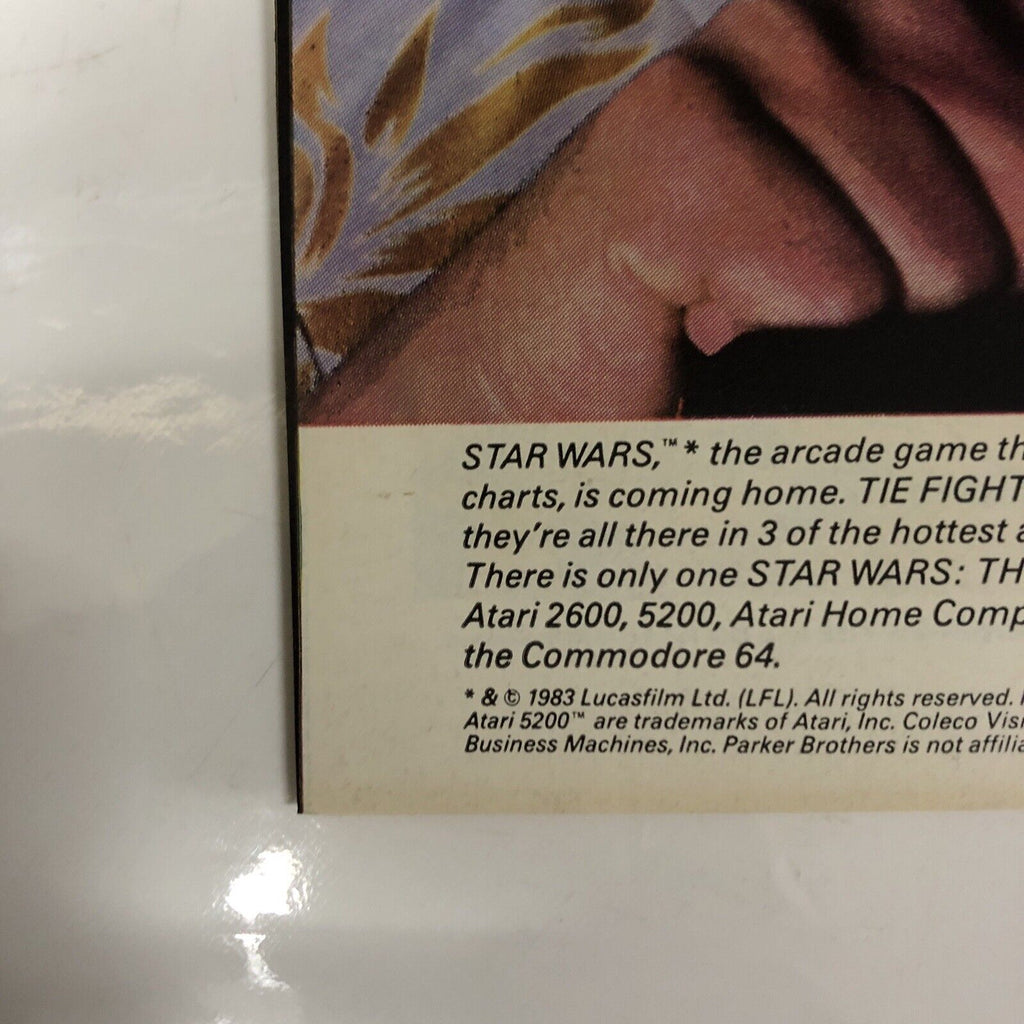 STAR WARS,™* the arcade game th
charts, is coming home. TIE FIGHT
they're all there in 3 of the hottest a
There is only one STAR WARS: TH
Atari 2600, 5200, Atari Home Comp
the Commodore 64.
* & © 1983 Lucasfilm Ltd. (LFL). All rights reserved.
Atari 5200™ are trademarks of Atari, Inc. Coleco Visi
Business Machines, Inc. Parker Brothers is not affilia